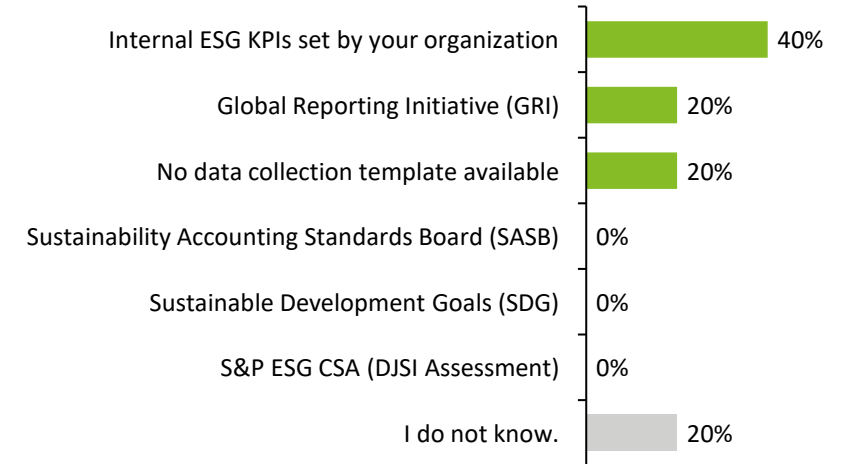 Internal ESG KPIs set by your organization 40%
Global Reporting Initiative (GRI) 20%
No data collection template available 20%
Sustainability Accounting Standards Board (SASB) 0%
Sustainable Development Goals (SDG) 0%
S&P ESG CSA (DJSI Assessment) 0%
I do not know. 20%